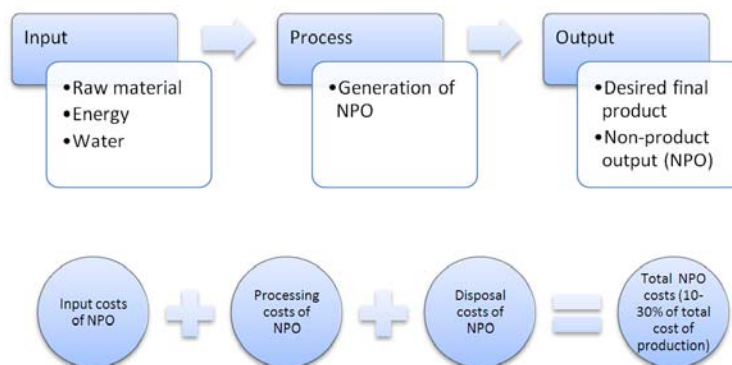 Input
•Raw material
•Energy
•Water
Process
•Generation of
NPO
Output
•Desired final
product
•Non-product
output (NPO)
Input costs
of NPO
Processing
costs of
NPO
Disposal
costs of
NPO
Total NPO
costs (10-
30% of total
cost of
production)